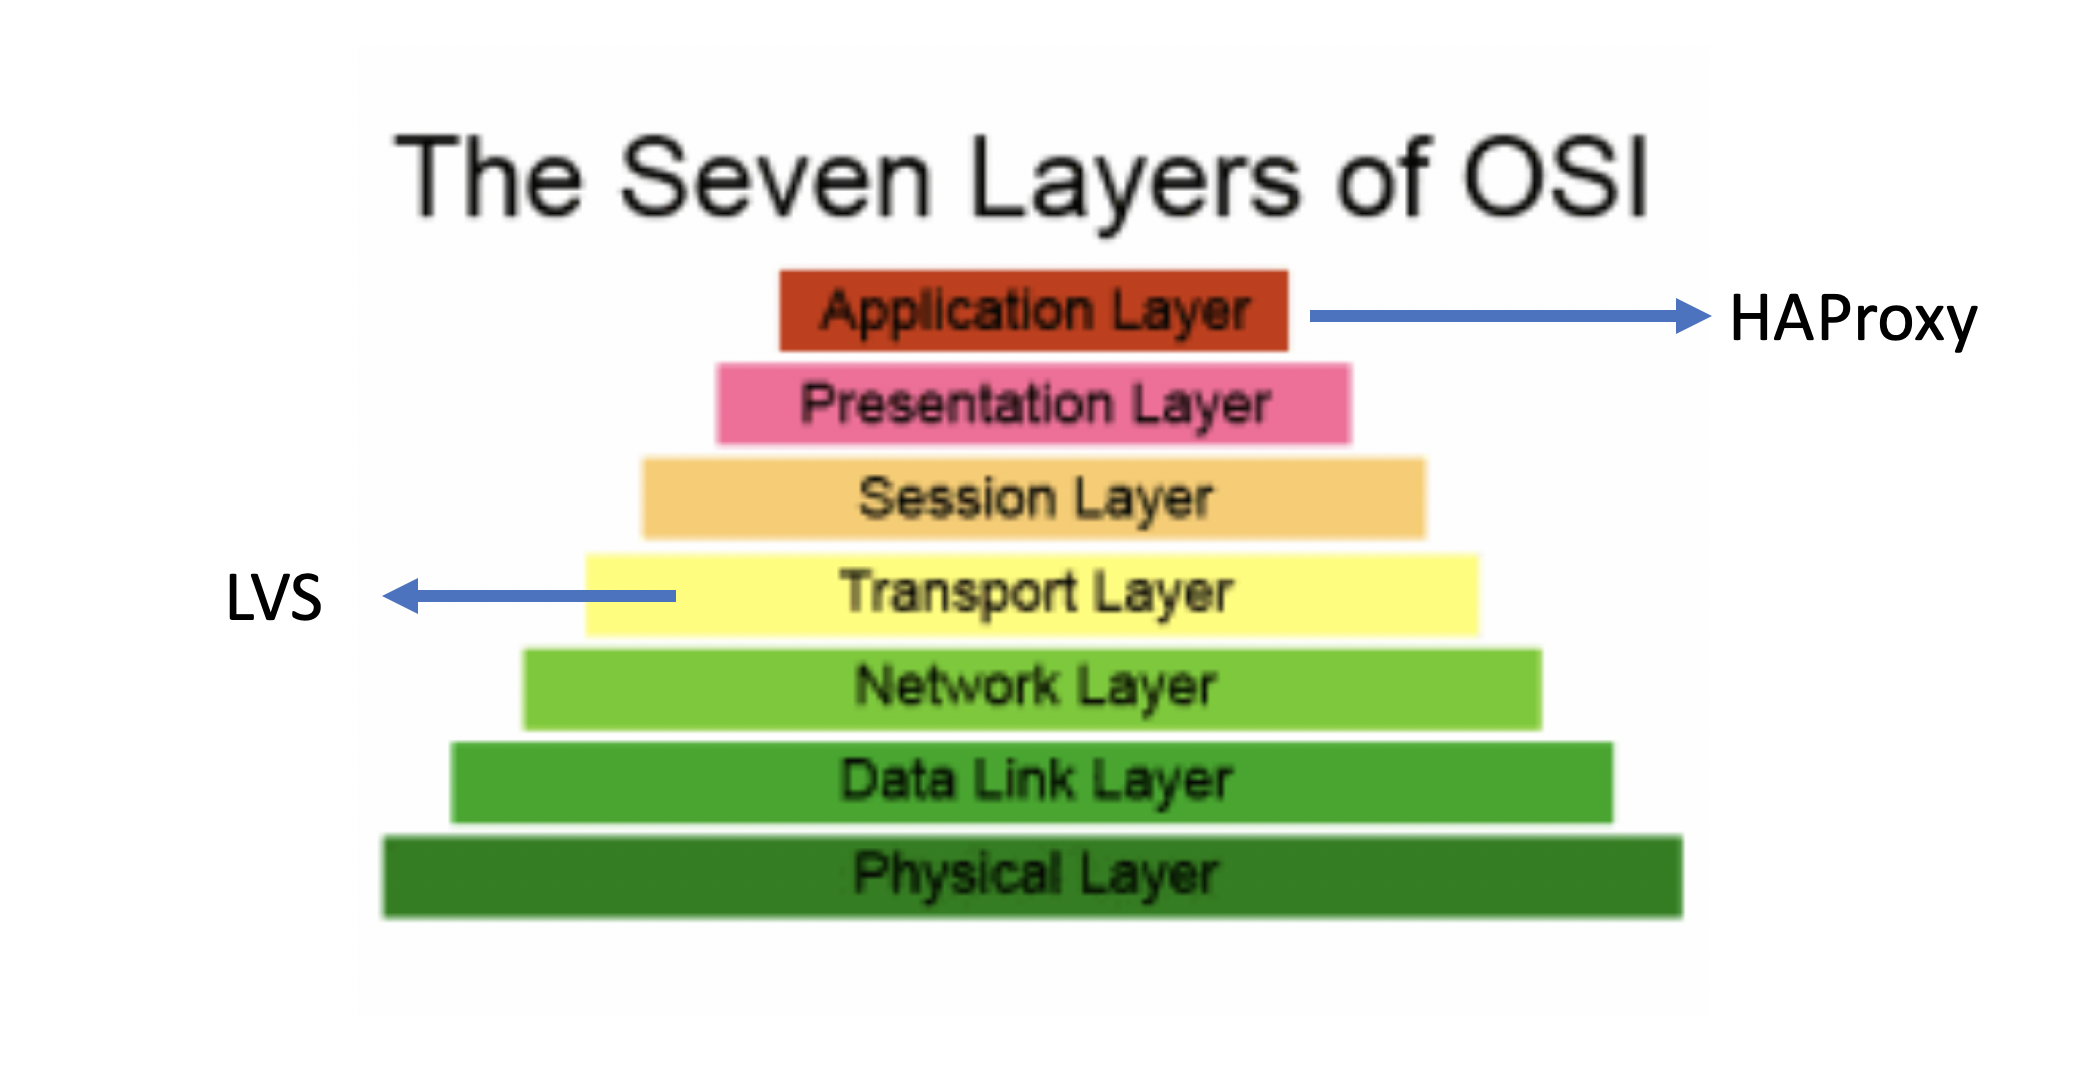 The Seven Layers of OSI
Application Layer
HAProxy
Presentation Layer
Session Layer
LVS
Transport Layer
Network Layer
Data Link Layer
Physical Layer